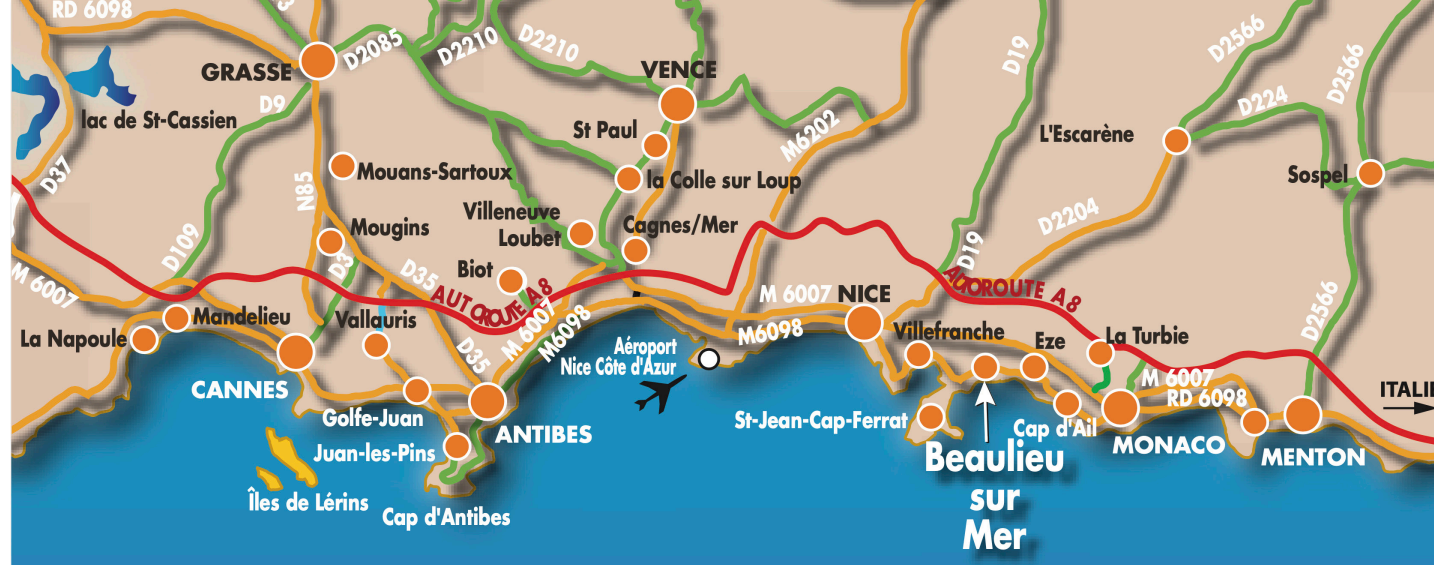 RD 6098
D2085
D2210
D2210
D19
D2566
D2566
GRASSE
VENCE
D9
lac de St-Cassien
St Paul
M6202
D224
L'Escarène
D37
Mouans-Sartoux
la Colle sur Loup
Sospel
N85
Villeneuve
Loubet
Mougins
Cagnes/Mer
D2204
D109
D3
D35
D19
Biot
M 6007
AUTOROUTE A8
AUTOROUTE A8
M 6007
NICE
M 6007
M6098
M6098
D2566
La Napoule
Mandelieu
Vallauris
D35
Aéroport
Nice Côte d'Azur
Villefranche
Eze
La Turbie
M 6007
RD 6098
ITALIE
CANNES
Golfe-Juan
ANTIBES
St-Jean-Cap-Ferrat
Cap d'Ail
MONACO
MENTON
Juan-les-Pins
Beaulieu
sur
Mer
Îles de Lérins
Cap d'Antibes